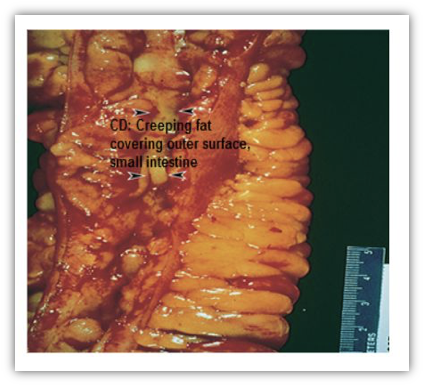 CD: Creeping fat
covering outer surface,
small intestine